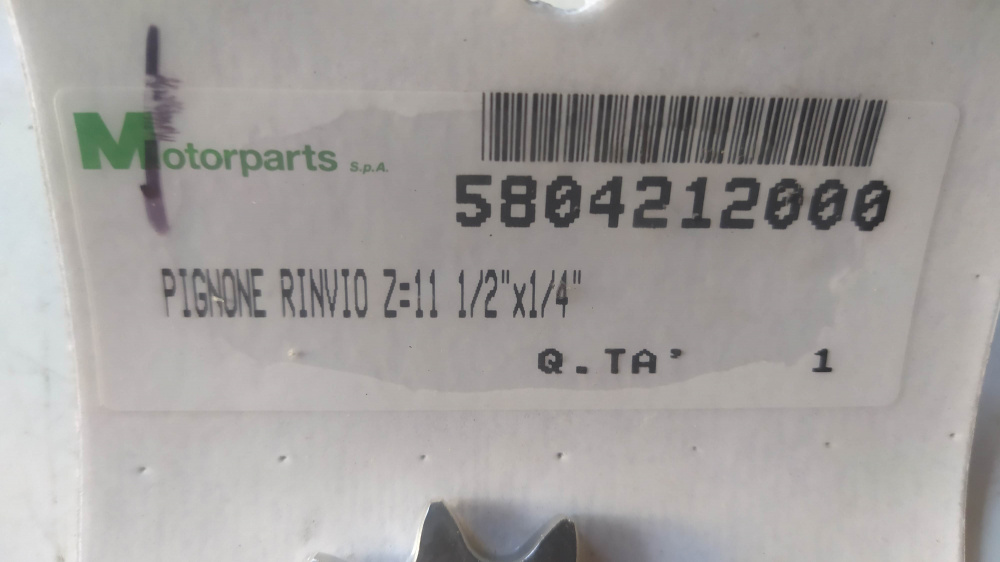 Motorparts S.p.A.
5804212000
PIGNONE RINVIO Z=11 1/2"x1/4"
Q.TA' 1